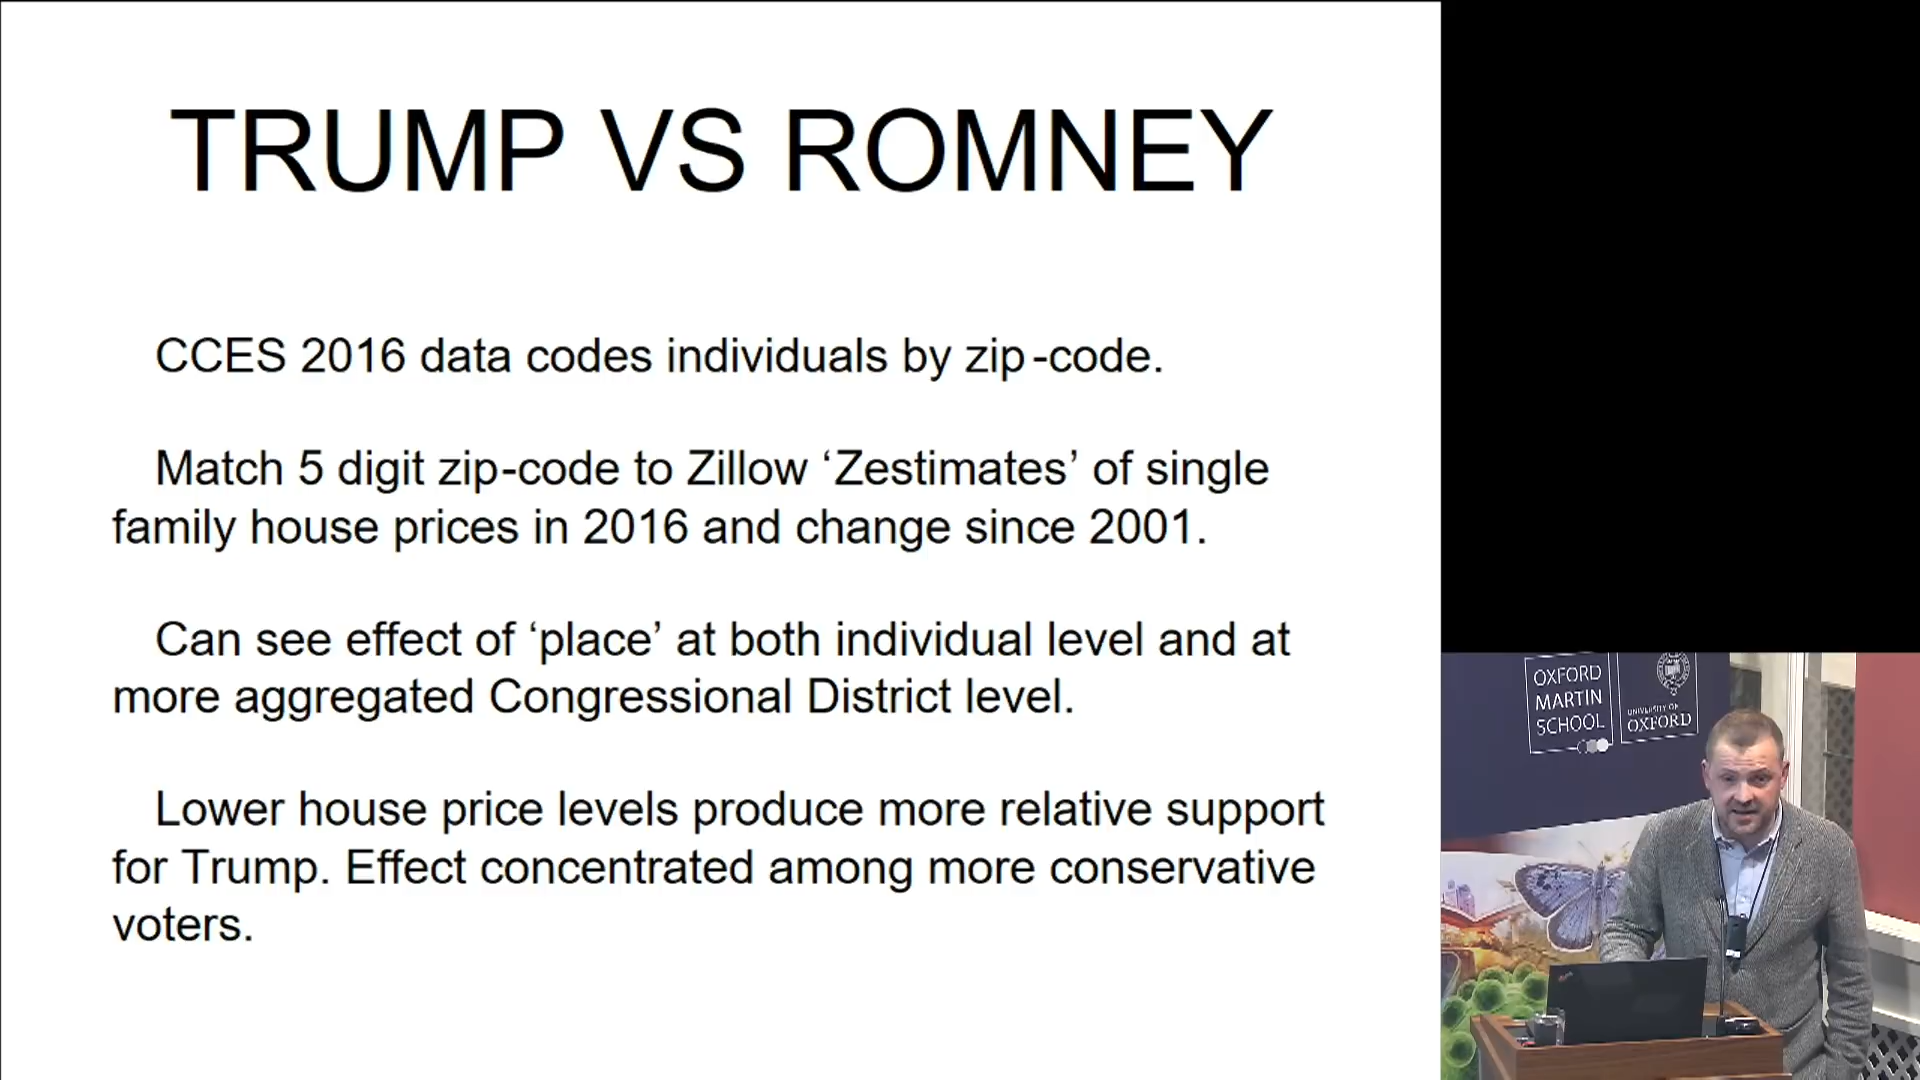 TRUMP VS ROMNEY
CCES 2016 data codes individuals by zip-code.
Match 5 digit zip-code to Zillow ‘Zestimates’ of single
family house prices in 2016 and change since 2001.
Can see effect of ‘place’ at both individual level and at
more aggregated Congressional District level.
Lower house price levels produce more relative support
for Trump. Effect concentrated among more conservative
voters.
OXFORD
MARTIN
SCHOOL
UNIVERSITY OF
OXFORD